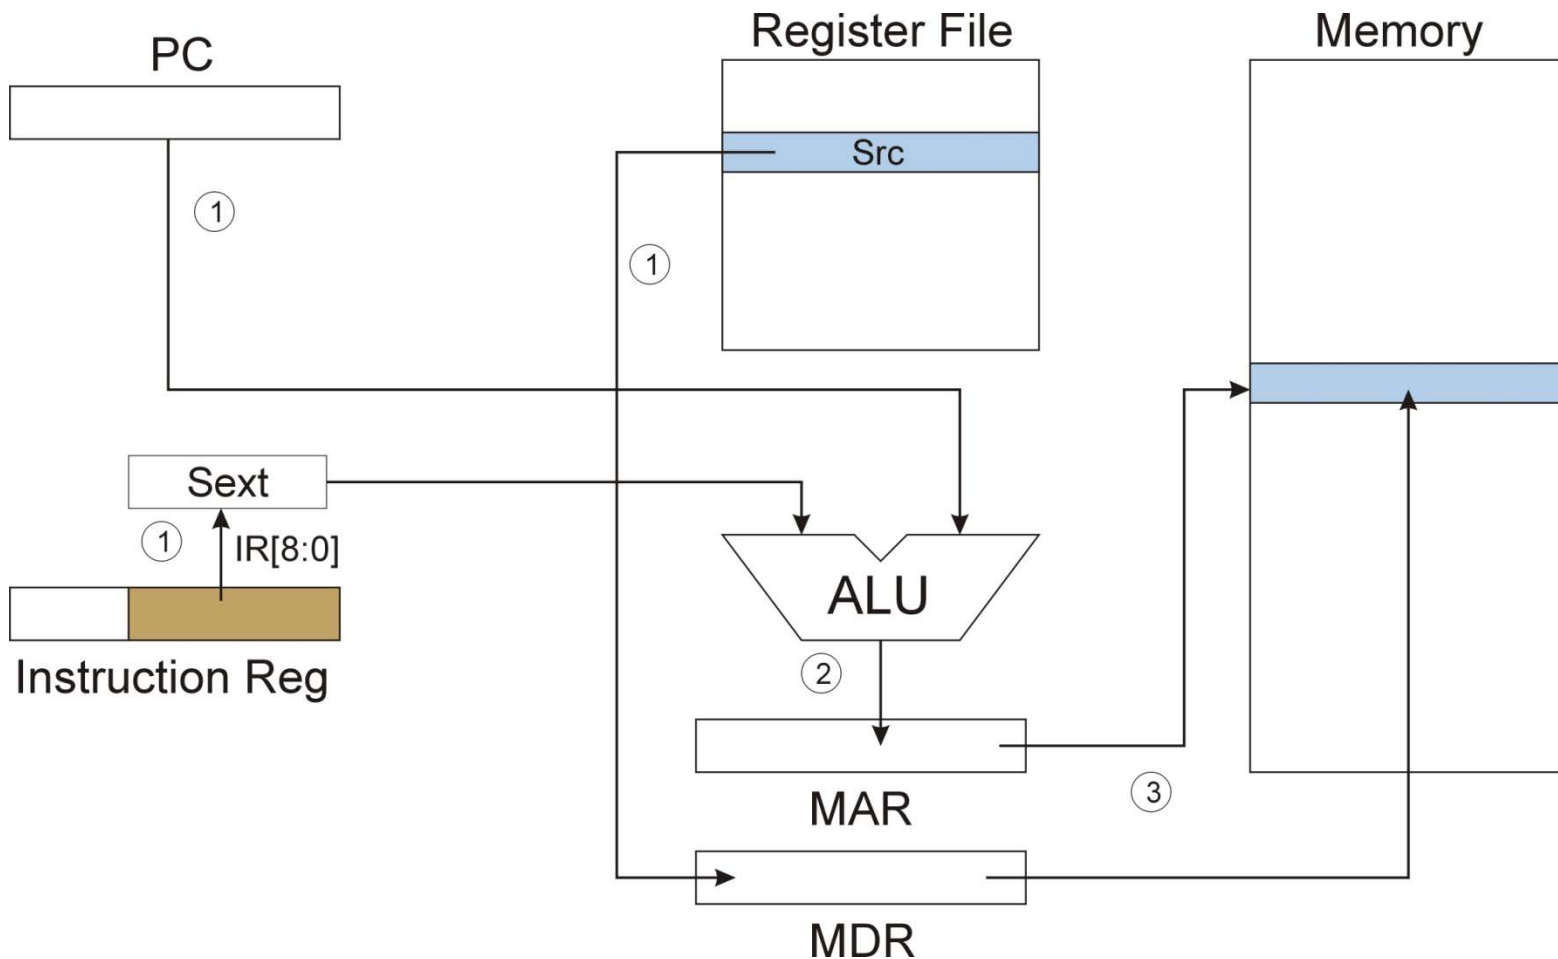 Register File
Memory
PC
Src
1
1
Sext
1
IR[8:0]
ALU
Instruction Reg
2
3
MAR
MDR